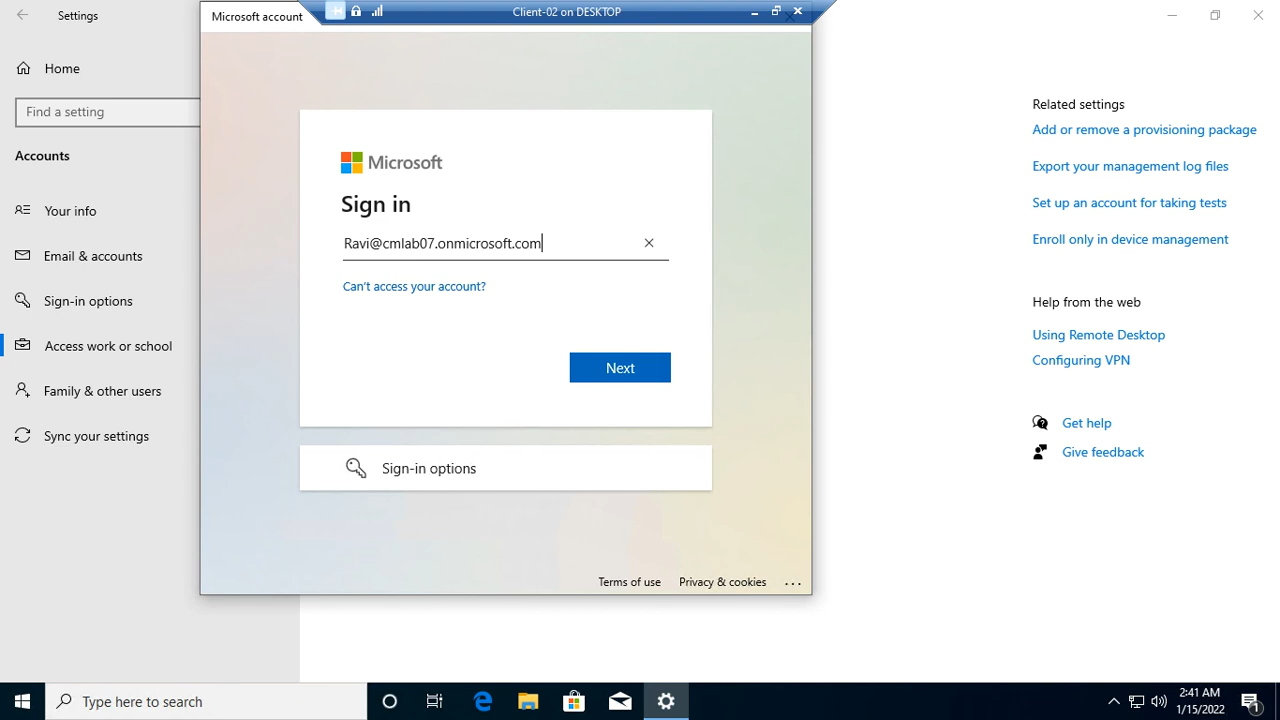 Settings
Microsoft account
Client-02 on DESKTOP
Home
Find a setting
Accounts
Your info
Email & accounts
Sign-in options
Access work or school
Family & other users
Sync your settings
Microsoft
Sign in
Ravi@cmlab07.onmicrosoft.com
Can't access your account?
Next
Sign-in options
Terms of use
Privacy & cookies
...
Related settings
Add or remove a provisioning package
Export your management log files
Set up an account for taking tests
Enroll only in device management
Help from the web
Using Remote Desktop
Configuring VPN
Get help
Give feedback
Type here to search
2:41 AM
1/15/2022
1